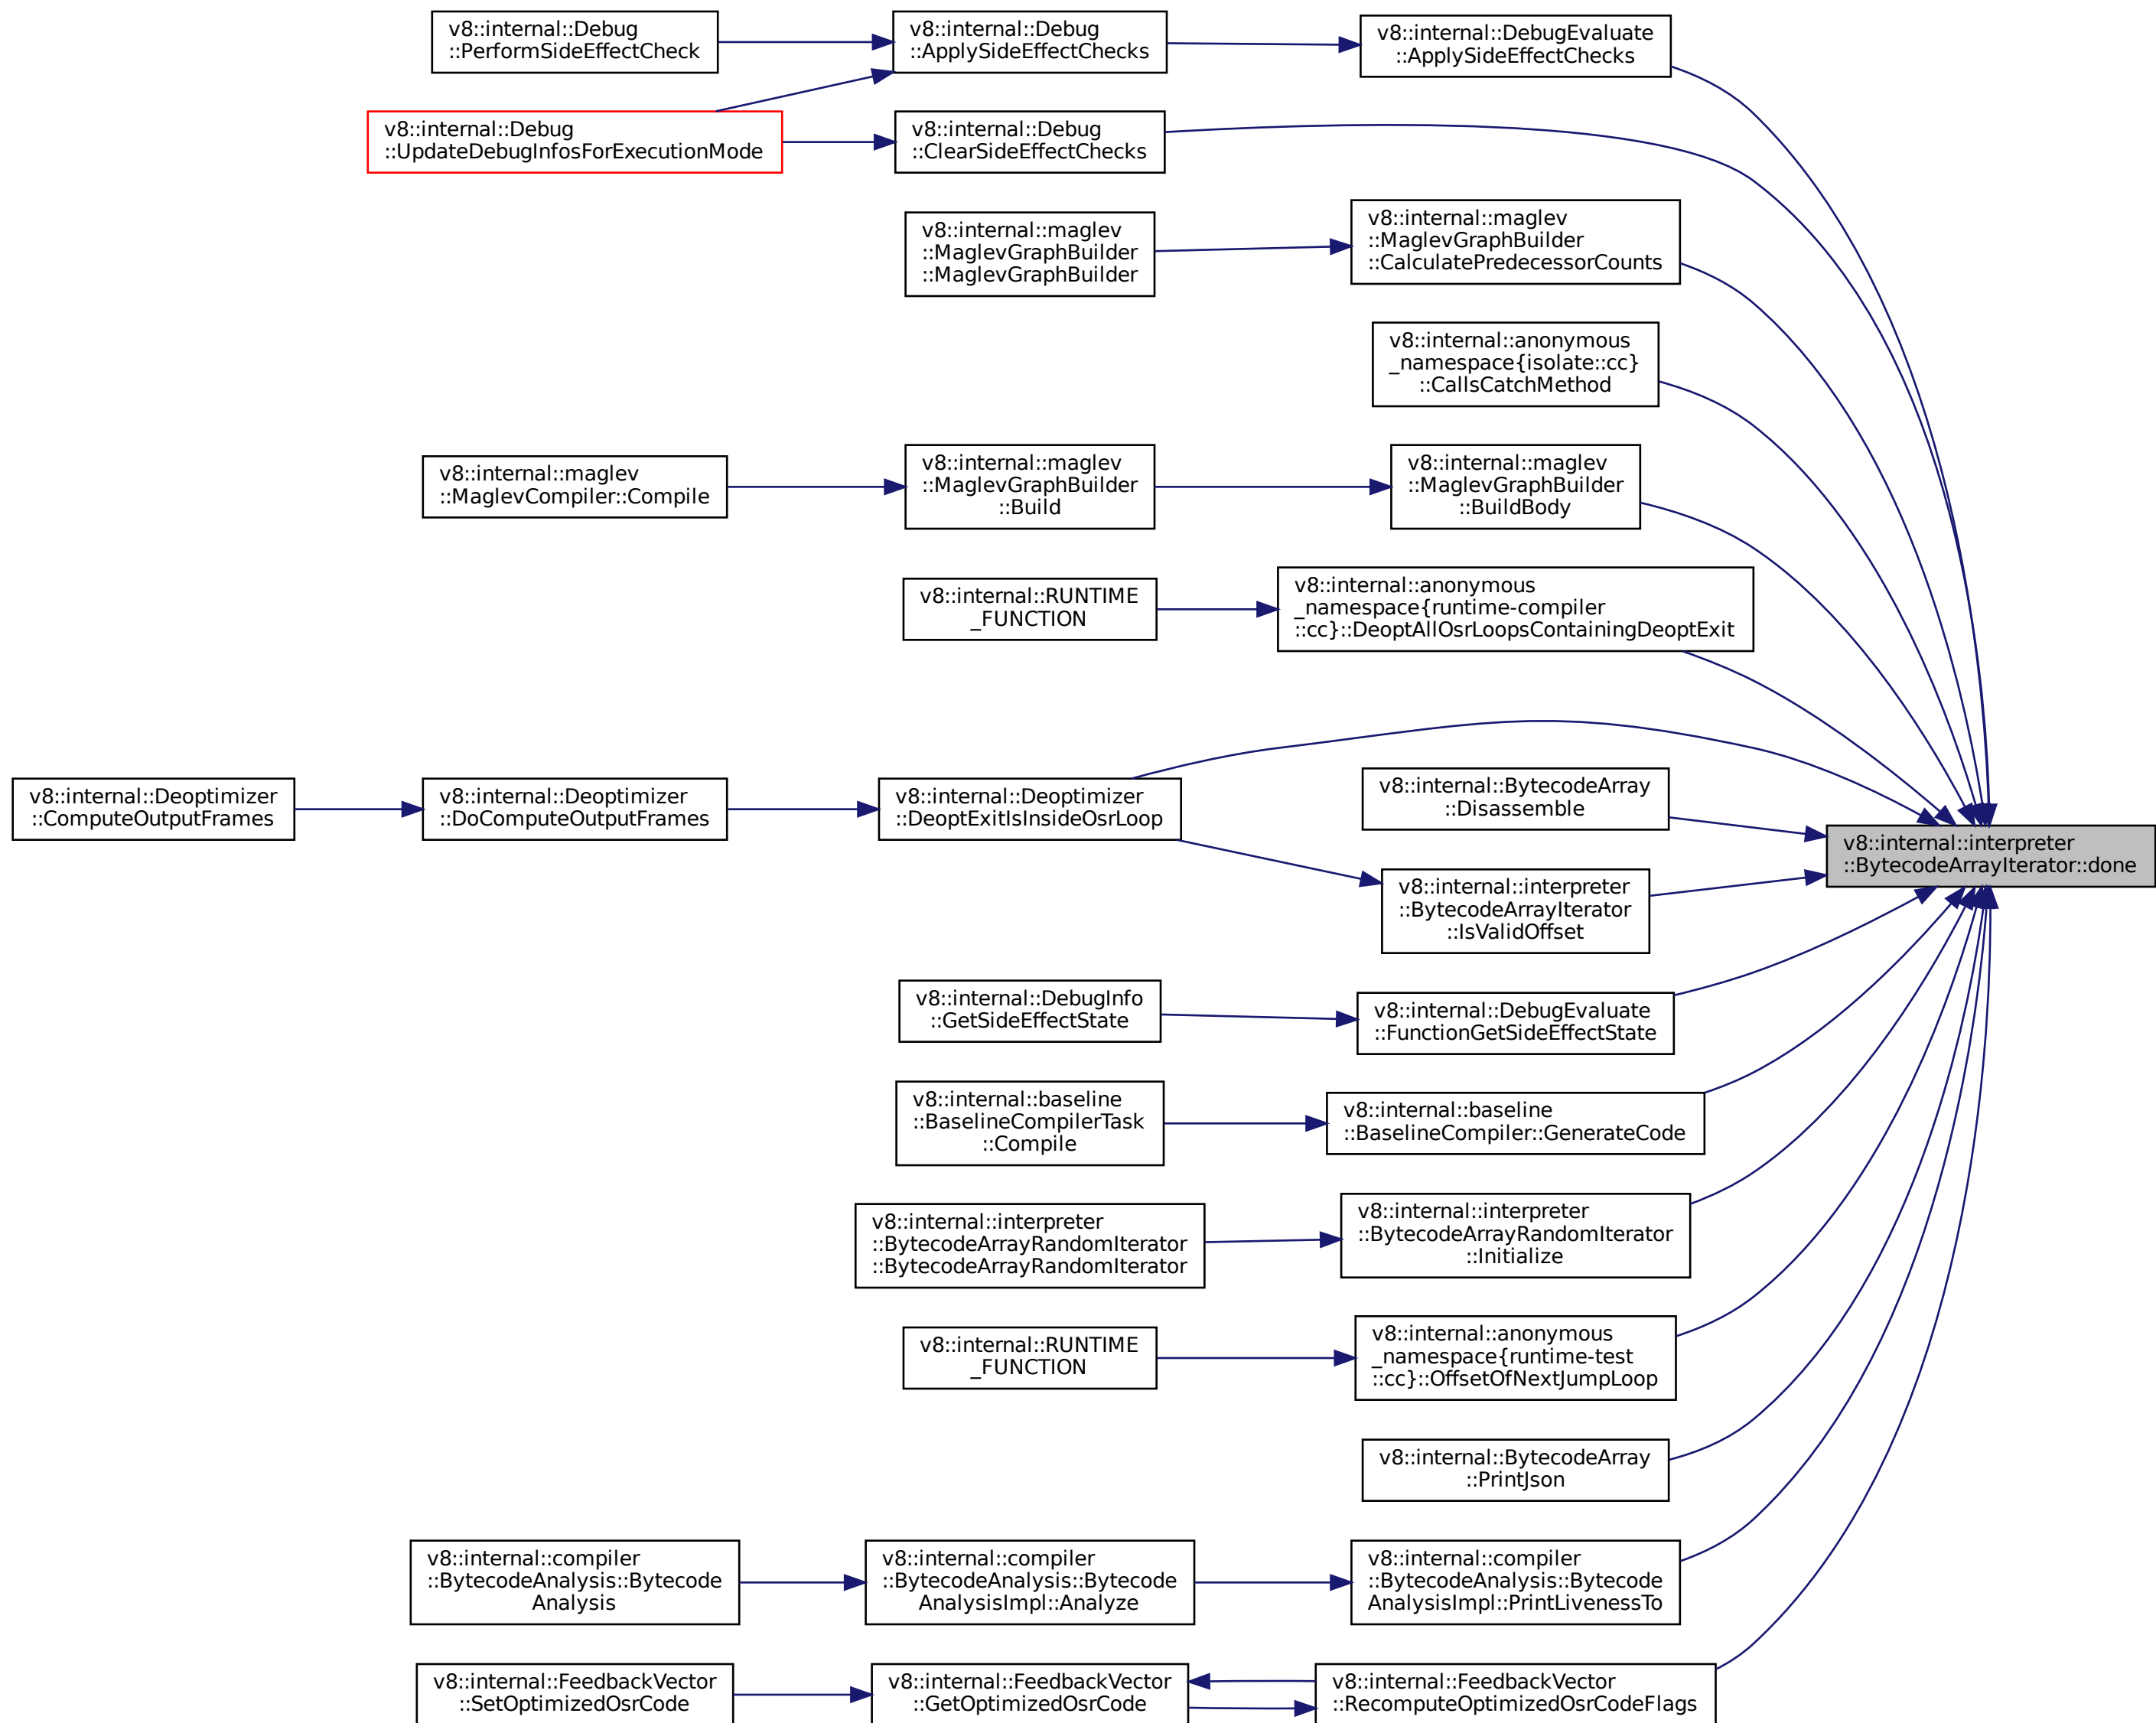 v8::internal::Debug
::PerformSideEffectCheck
v8::internal::Debug
::ApplySideEffectChecks
v8::internal::DebugEvaluate
::ApplySideEffectChecks
v8::internal::Debug
::UpdateDebugInfosForExecutionMode
v8::internal::Debug
::ClearSideEffectChecks
v8::internal::maglev
::MaglevGraphBuilder
::MaglevGraphBuilder
v8::internal::maglev
::MaglevGraphBuilder
::CalculatePredecessorCounts
v8::internal::anonymous
_namespace{isolate::cc}
::CallsCatchMethod
v8::internal::maglev
::MaglevCompiler::Compile
v8::internal::maglev
::MaglevGraphBuilder
::Build
v8::internal::maglev
::MaglevGraphBuilder
::BuildBody
v8::internal::RUNTIME
_FUNCTION
v8::internal::anonymous
_namespace{runtime-compiler
::cc}::DeoptAllOsrLoopsContainingDeoptExit
v8::internal::Deoptimizer
::ComputeOutputFrames
v8::internal::Deoptimizer
::DoComputeOutputFrames
v8::internal::Deoptimizer
::DeoptExitIsInsideOsrLoop
v8::internal::BytecodeArray
::Disassemble
v8::internal::interpreter
::BytecodeArrayIterator::done
v8::internal::interpreter
::BytecodeArrayIterator
::IsValidOffset
v8::internal::DebugInfo
::GetSideEffectState
v8::internal::DebugEvaluate
::FunctionGetSideEffectState
v8::internal::baseline
::BaselineCompilerTask
::Compile
v8::internal::baseline
::BaselineCompiler::GenerateCode
v8::internal::interpreter
::BytecodeArrayRandomIterator
::BytecodeArrayRandomIterator
v8::internal::interpreter
::BytecodeArrayRandomIterator
::Initialize
v8::internal::RUNTIME
_FUNCTION
v8::internal::anonymous
_namespace{runtime-test
::cc}::OffsetOfNextJumpLoop
v8::internal::BytecodeArray
::PrintJson
v8::internal::compiler
::BytecodeAnalysis::Bytecode
Analysis
v8::internal::compiler
::BytecodeAnalysis::Bytecode
AnalysisImpl::Analyze
v8::internal::compiler
::BytecodeAnalysis::Bytecode
AnalysisImpl::PrintLivenessTo
v8::internal::FeedbackVector
::SetOptimizedOsrCode
v8::internal::FeedbackVector
::GetOptimizedOsrCode
v8::internal::FeedbackVector
::RecomputeOptimizedOsrCodeFlags